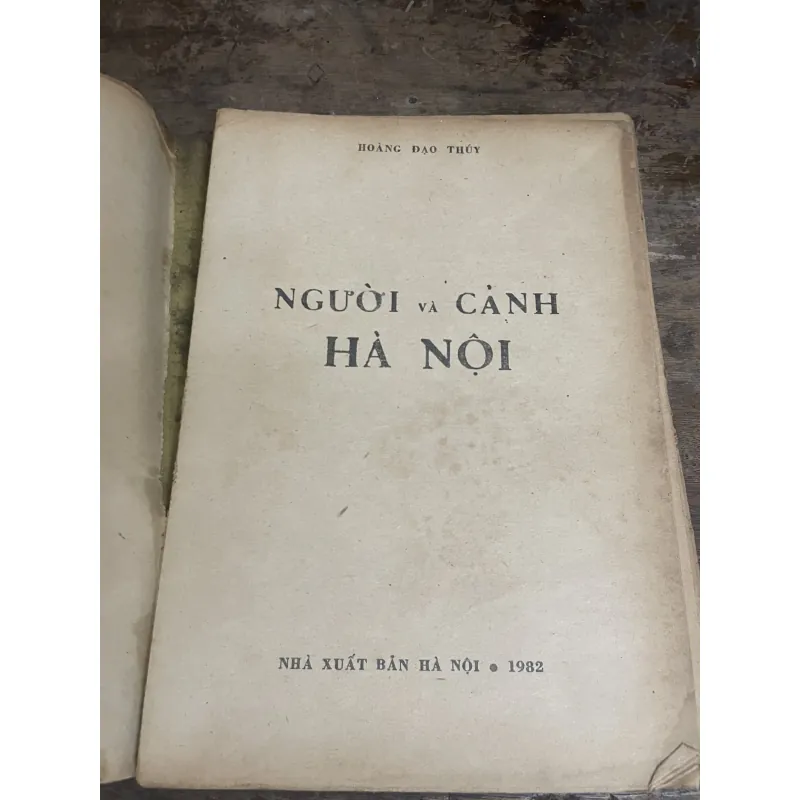 HOÀNG ĐẠO THÚY
NGƯỜI VÀ CẢNH
HÀ NỘI
NHÀ XUẤT BẢN HÀ NỘI • 1982